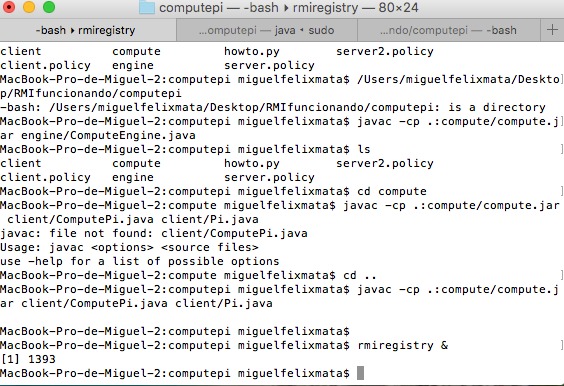 computepi — -bash ▸ rmiregistry — 80×24
-bash ▸ rmiregistry
...omputepi — java ◂ sudo
...ndo/computepi — -bash
+
client          compute         howto.py        server2.policy
client.policy   engine          server.policy
MacBook-Pro-de-Miguel-2:computepi miguelfelixmata$ /Users/miguelfelixmata/Deskto]
p/RMIfuncionando/computepi
-bash: /Users/miguelfelixmata/Desktop/RMIfuncionando/computepi: is a directory
MacBook-Pro-de-Miguel-2:computepi miguelfelixmata$ javac -cp .:compute/compute.j]
ar engine/ComputeEngine.java
MacBook-Pro-de-Miguel-2:computepi miguelfelixmata$ ls                           ]
client          compute         howto.py        server2.policy
client.policy   engine          server.policy
MacBook-Pro-de-Miguel-2:computepi miguelfelixmata$ cd compute                   ]
MacBook-Pro-de-Miguel-2:compute miguelfelixmata$ javac -cp .:compute/compute.jar]
 client/ComputePi.java client/Pi.java
javac: file not found: client/ComputePi.java
Usage: javac <options> <source files>
use -help for a list of possible options
MacBook-Pro-de-Miguel-2:compute miguelfelixmata$ cd ..                          ]
MacBook-Pro-de-Miguel-2:computepi miguelfelixmata$ javac -cp .:compute/compute.j]
ar client/ComputePi.java client/Pi.java

MacBook-Pro-de-Miguel-2:computepi miguelfelixmata$
MacBook-Pro-de-Miguel-2:computepi miguelfelixmata$ rmiregistry &                ]
[1] 1393
MacBook-Pro-de-Miguel-2:computepi miguelfelixmata$